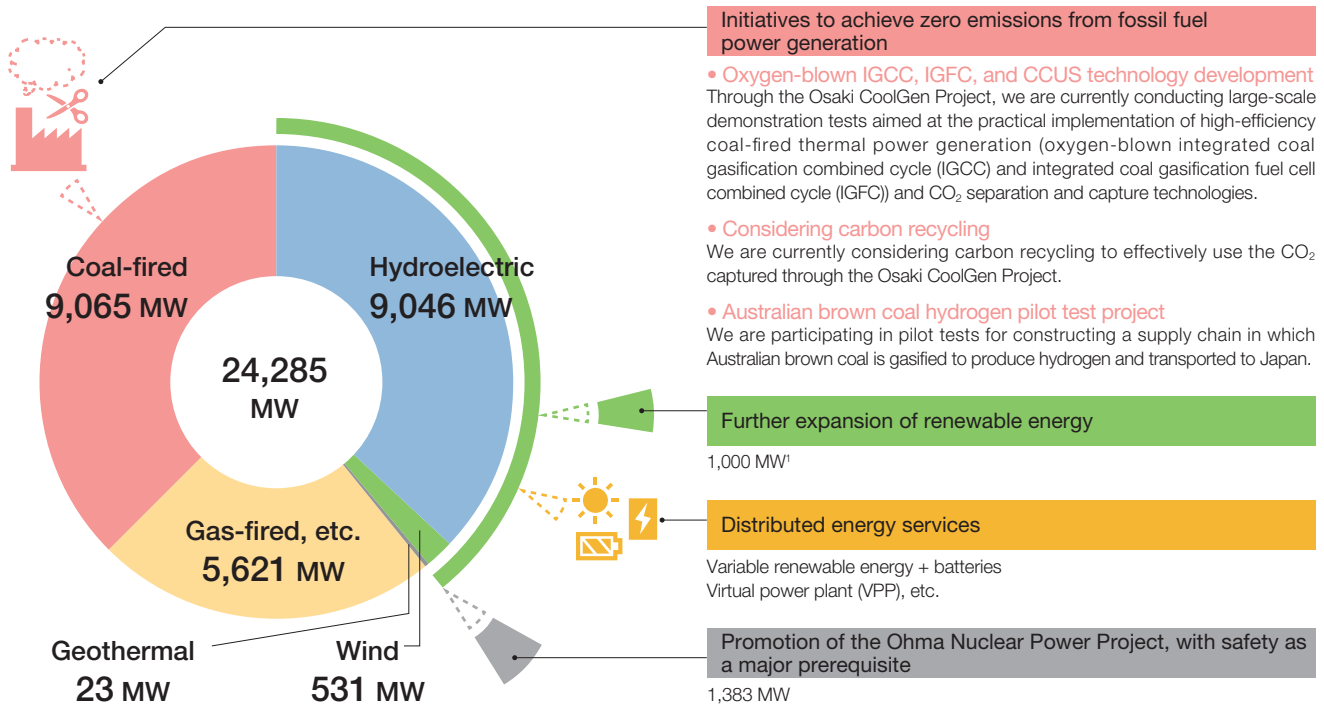 Coal-fired
9,065 MW
Hydroelectric
9,046 MW
24,285
MW
Gas-fired, etc.
5,621 MW
Geothermal
23 MW
Wind
531 MW
Initiatives to achieve zero emissions from fossil fuel
power generation
• Oxygen-blown IGCC, IGFC, and CCUS technology development
Through the Osaki CoolGen Project, we are currently conducting large-scale
demonstration tests aimed at the practical implementation of high-efficiency
coal-fired thermal power generation (oxygen-blown integrated coal
gasification combined cycle (IGCC) and integrated coal gasification fuel cell
combined cycle (IGFC)) and CO₂ separation and capture technologies.
• Considering carbon recycling
We are currently considering carbon recycling to effectively use the CO₂
captured through the Osaki CoolGen Project.
• Australian brown coal hydrogen pilot test project
We are participating in pilot tests for constructing a supply chain in which
Australian brown coal is gasified to produce hydrogen and transported to Japan.
Further expansion of renewable energy
1,000 MW¹
Distributed energy services
Variable renewable energy + batteries
Virtual power plant (VPP), etc.
Promotion of the Ohma Nuclear Power Project, with safety as
a major prerequisite
1,383 MW